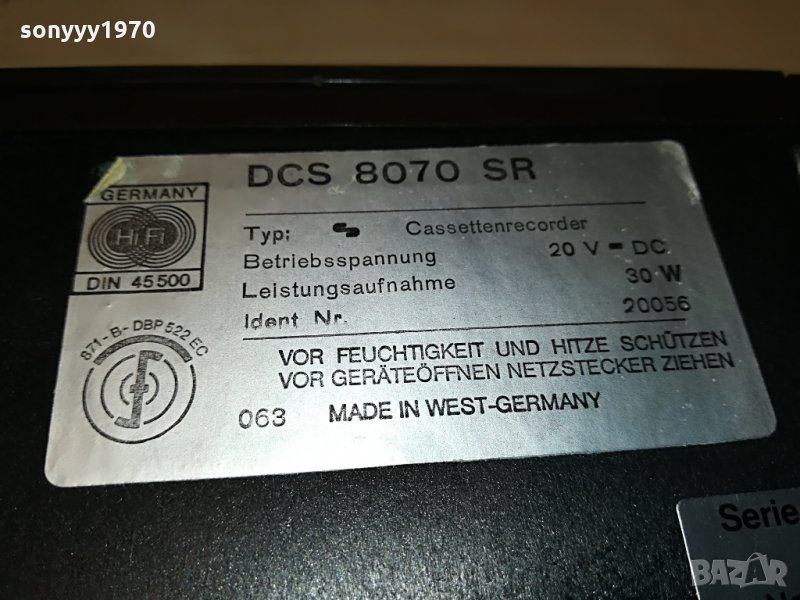 sonyyy1970
DCS 8070 SR
GERMANY
HiFi
DIN 45500
Typ: Cassettenrecorder
Betriebsspannung 20 V = DC
Leistungsaufnahme 30 W
Ident Nr. 20056
871-B-DBP 522 EC
VOR FEUCHTIGKEIT UND HITZE SCHÜTZEN
VOR GERÄTEÖFFNEN NETZSTECKER ZIEHEN
063 MADE IN WEST-GERMANY
Serie
BAZAR